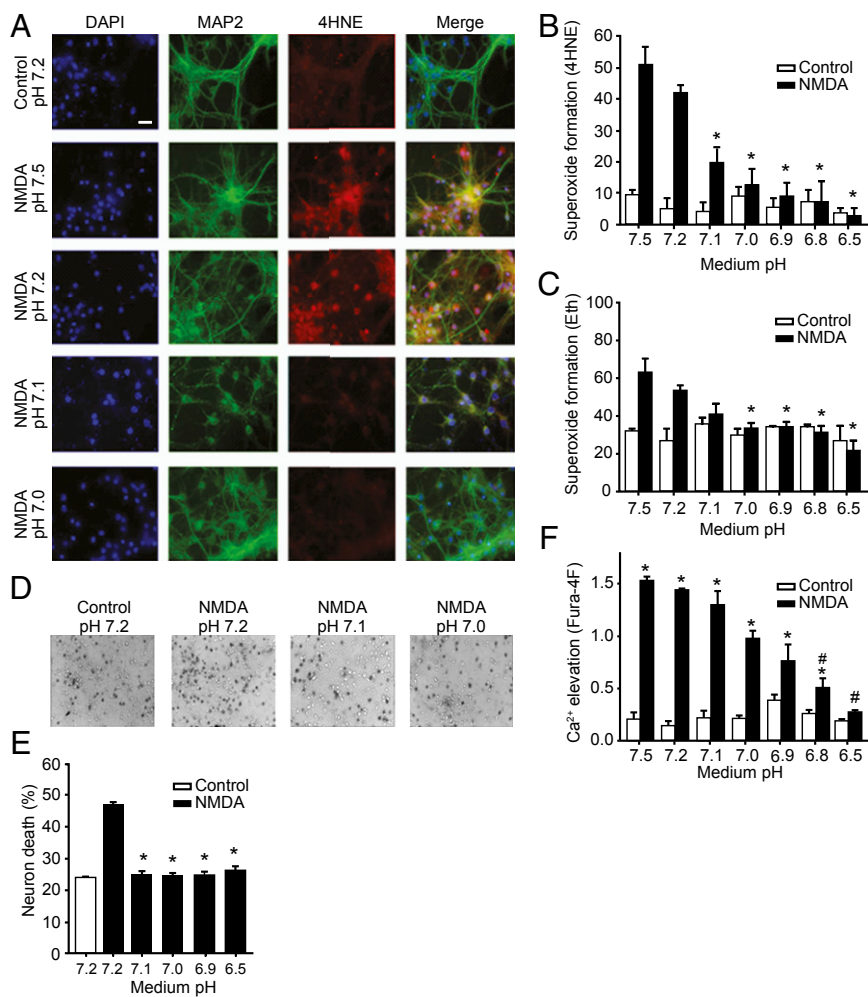 A
DAPI MAP2 4HNE Merge
Control
pH 7.2
NMDA
pH 7.5
NMDA
pH 7.2
NMDA
pH 7.1
NMDA
pH 7.0
B
Superoxide formation (4HNE)
60
50
40
30
20
10
0
Control
NMDA
* * * * *
7.5 7.2 7.1 7.0 6.9 6.8 6.5
Medium pH
C
Superoxide formation (Eth)
100
80
60
40
20
0
Control
NMDA
* * * *
7.5 7.2 7.1 7.0 6.9 6.8 6.5
Medium pH
D
Control
pH 7.2
NMDA
pH 7.2
NMDA
pH 7.1
NMDA
pH 7.0
E
Neuron death (%)
60
50
40
30
20
10
0
Control
NMDA
* * * *
7.2 7.2 7.1 7.0 6.9 6.5
Medium pH
F
Ca²⁺ elevation (Fura-4F)
1.5
1.0
0.5
0.0
Control
NMDA
* * * * * # * #
7.5 7.2 7.1 7.0 6.9 6.8 6.5
Medium pH